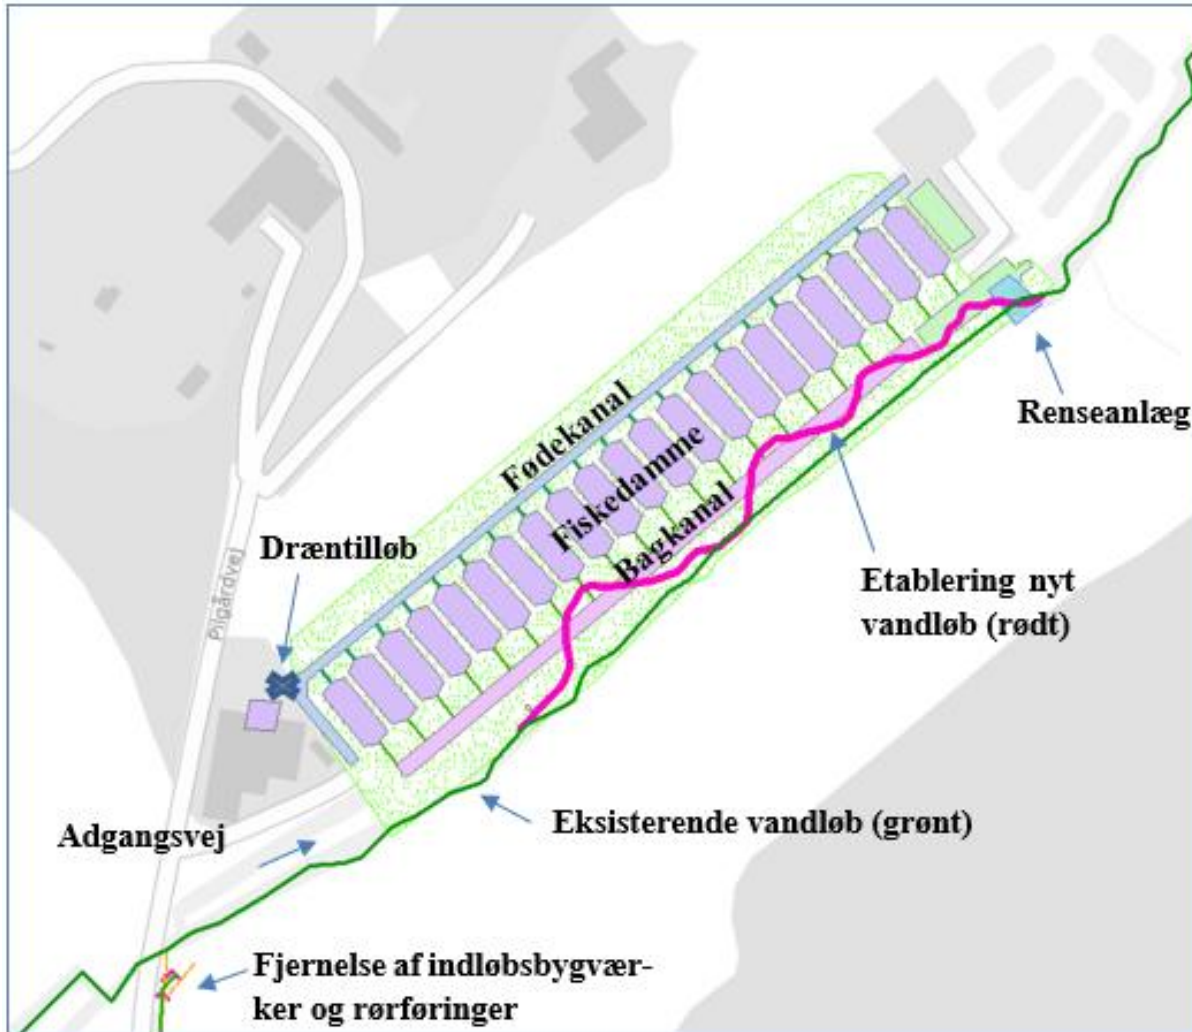 Fødekanal
Fiskedamme
Bagkanal
Renseanlæg
Dræntilløb
Pilgårdvej
Etablering nyt
vandløb (rødt)
Adgangsvej
Eksisterende vandløb (grønt)
Fjernelse af indløbsbygvær-
ker og rørføringer